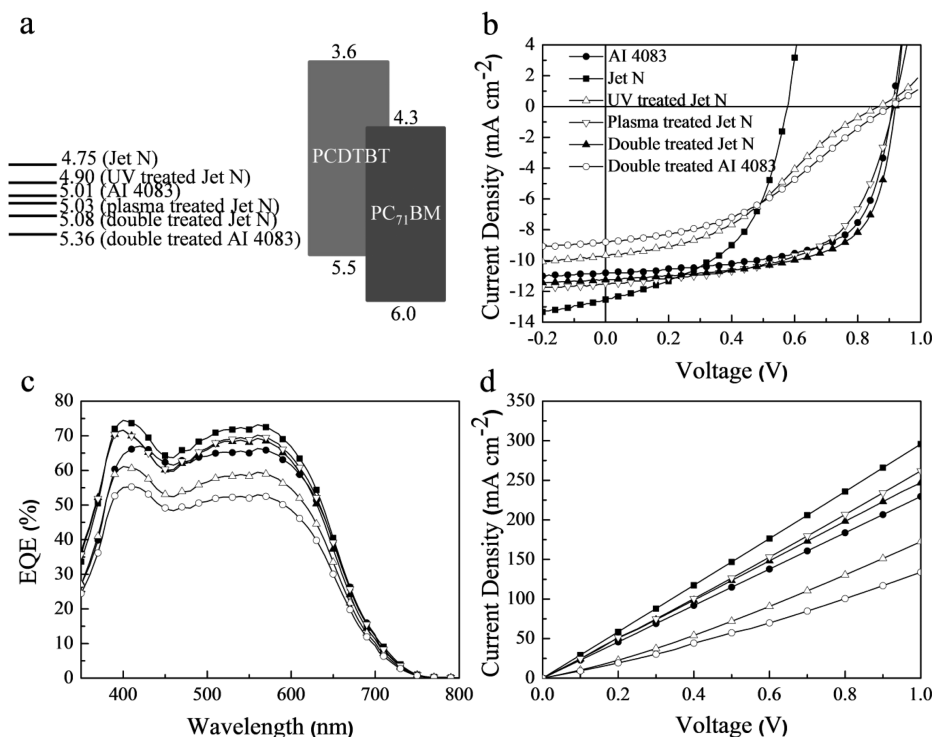 a
3.6
4.3
PCDTBT
4.75 (Jet N)
4.90 (UV treated Jet N)
5.01 (AI 4083)
5.03 (plasma treated Jet N)
5.08 (double treated Jet N)
5.36 (double treated AI 4083)
PC₇₁BM
5.5
6.0
b
4
2
0
-2
-4
-6
-8
-10
-12
-14
Current Density (mA cm⁻²)
AI 4083
Jet N
UV treated Jet N
Plasma treated Jet N
Double treated Jet N
Double treated AI 4083
-0.2 0.0 0.2 0.4 0.6 0.8 1.0
Voltage (V)
c
80
70
60
50
40
30
20
10
0
EQE (%)
400 500 600 700 800
Wavelength (nm)
d
350
300
250
200
150
100
50
0
Current Density (mA cm⁻²)
0.0 0.2 0.4 0.6 0.8 1.0
Voltage (V)